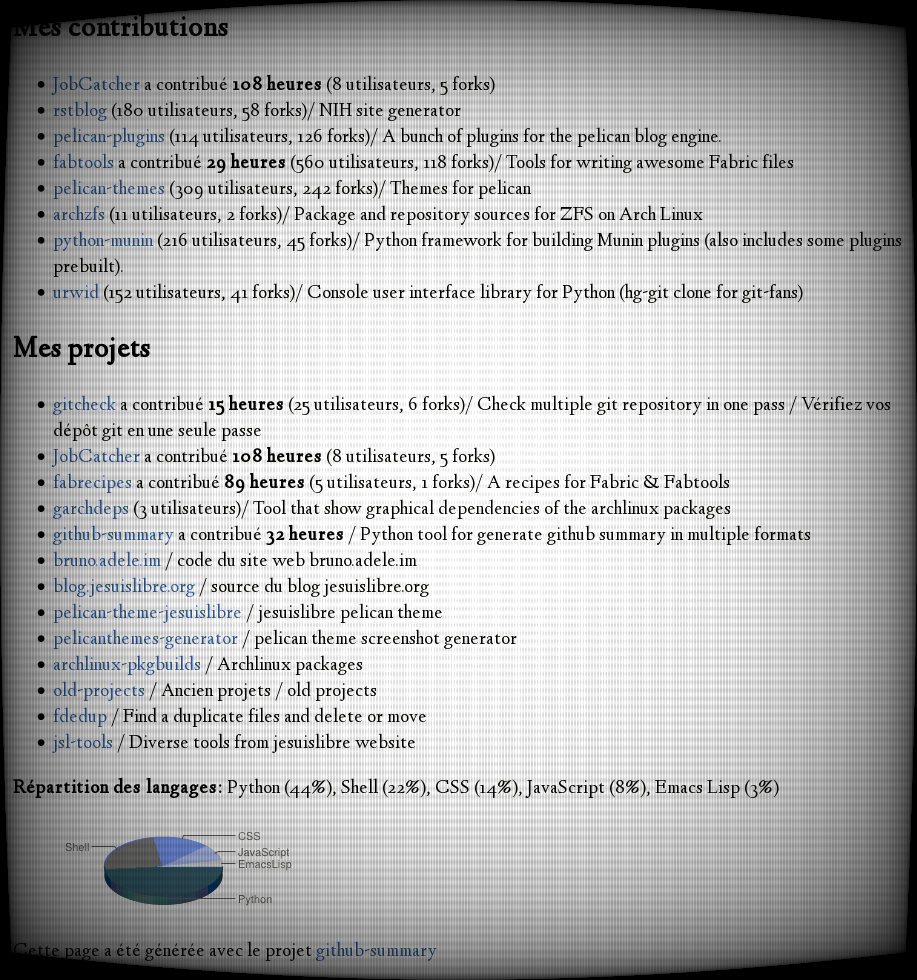 Mes contributions
JobCatcher a contribué 108 heures (8 utilisateurs, 5 forks)
rstblog (180 utilisateurs, 58 forks)/ NIH site generator
pelican-plugins (114 utilisateurs, 126 forks)/ A bunch of plugins for the pelican blog engine.
fabtools a contribué 29 heures (560 utilisateurs, 118 forks)/ Tools for writing awesome Fabric files
pelican-themes (309 utilisateurs, 242 forks)/ Themes for pelican
archzfs (11 utilisateurs, 2 forks)/ Package and repository sources for ZFS on Arch Linux
python-munin (216 utilisateurs, 45 forks)/ Python framework for building Munin plugins (also includes some plugins
prebuilt).
urwid (152 utilisateurs, 41 forks)/ Console user interface library for Python (hg-git clone for git-fans)
Mes projets
gitcheck a contribué 15 heures (25 utilisateurs, 6 forks)/ Check multiple git repository in one pass / Vérifiez vos
dépôt git en une seule passe
JobCatcher a contribué 108 heures (8 utilisateurs, 5 forks)
fabrecipes a contribué 89 heures (5 utilisateurs, 1 forks)/ A recipes for Fabric & Fabtools
garchdeps (3 utilisateurs)/ Tool that show graphical dependencies of the archlinux packages
github-summary a contribué 32 heures / Python tool for generate github summary in multiple formats
bruno.adele.im / code du site web bruno.adele.im
blog.jesuislibre.org / source du blog jesuislibre.org
pelican-theme-jesuislibre / jesuislibre pelican theme
pelicanthemes-generator / pelican theme screenshot generator
archlinux-pkgbuilds / Archlinux packages
old-projects / Ancien projets / old projects
fdedup / Find a duplicate files and delete or move
jsl-tools / Diverse tools from jesuislibre website
Répartition des langages: Python (44%), Shell (22%), CSS (14%), JavaScript (8%), Emacs Lisp (3%)
CSS
Shell
JavaScript
EmacsLisp
Python
Cette page a été générée avec le projet github-summary